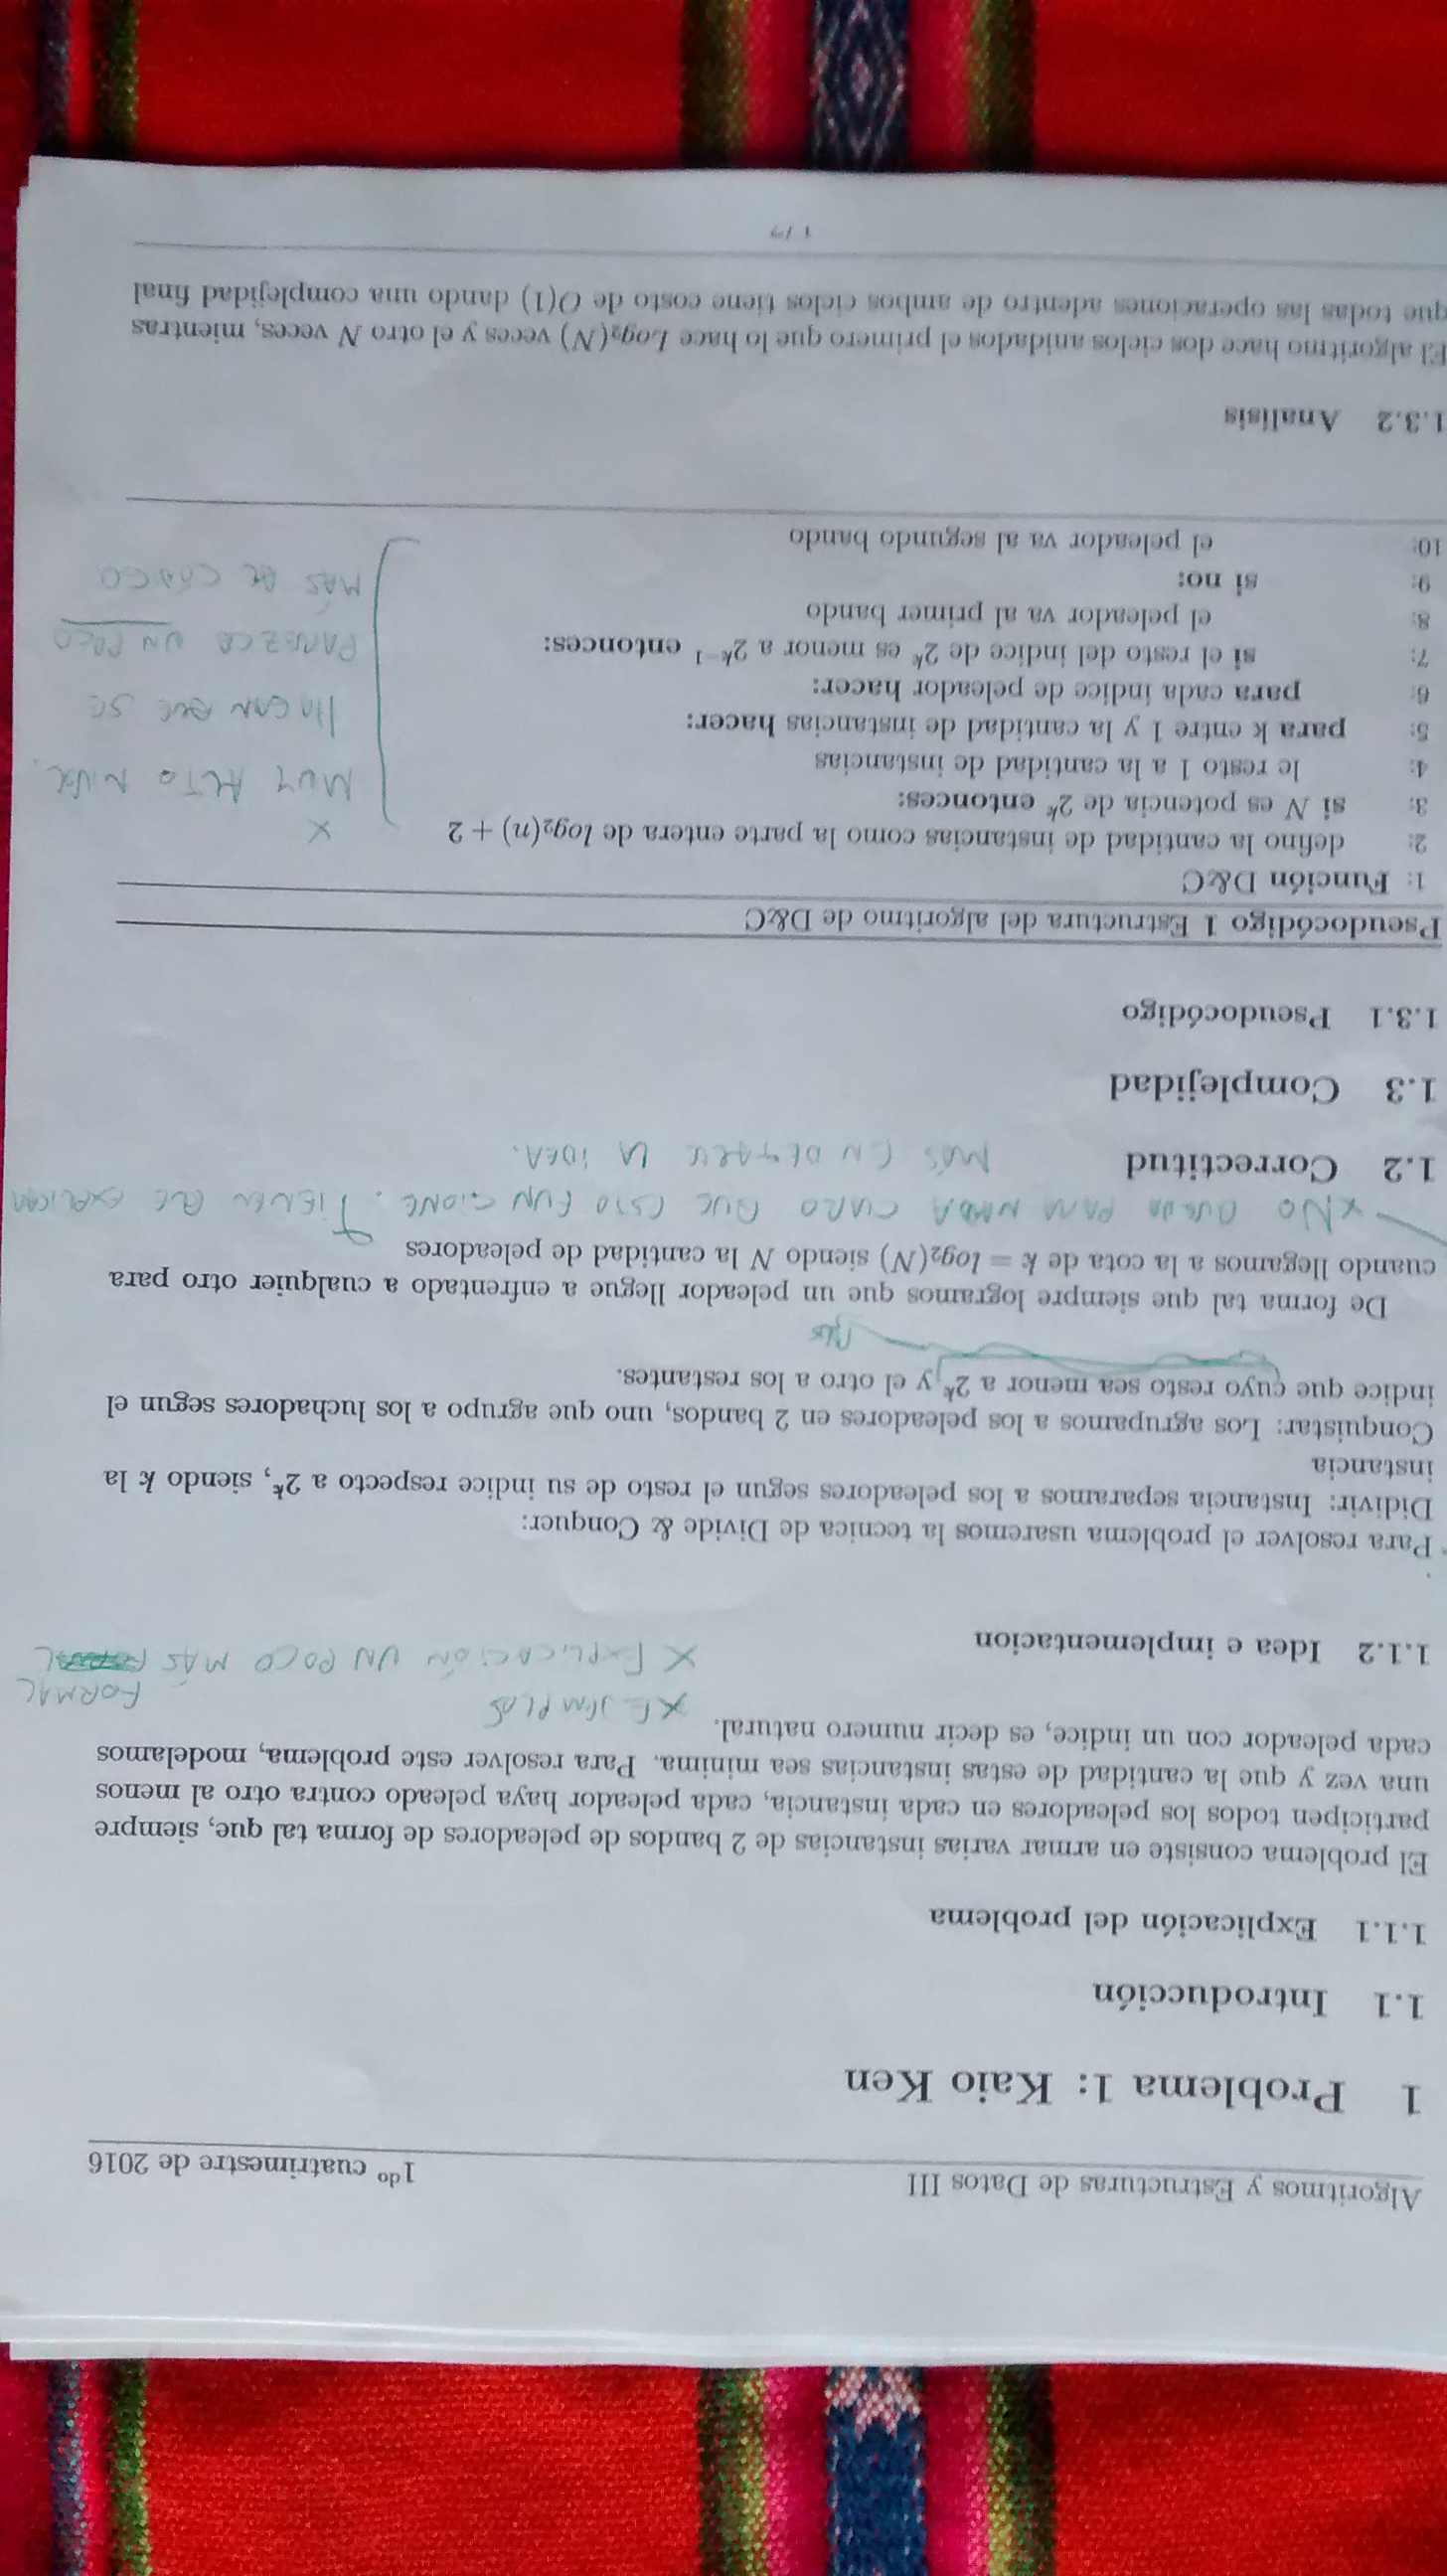 Algoritmos y Estructuras de Datos III 1do cuatrimestre de 2016
1 Problema 1: Kaio Ken
1.1 Introducción
1.1.1 Explicación del problema
El problema consiste en armar varias instancias de 2 bandos de peleadores de forma tal que, siempre
participen todos los peleadores en cada instancia, cada peleador haya peleado contra otro al menos
una vez y que la cantidad de estas instancias sea minima. Para resolver este problema, modelamos
cada peleador con un indice, es decir numero natural.
X EJEMPLOS
X EXPLICACIÓN UN POCO MÁS FORMAL
1.1.2 Idea e implementacion
Para resolver el problema usaremos la tecnica de Divide & Conquer:
Didivir: Instancia separamos a los peleadores segun el resto de su indice respecto a 2^k, siendo k la
instancia
Conquistar: Los agrupamos a los peleadores en 2 bandos, uno que agrupo a los luchadores segun el
indice que cuyo resto sea menor a 2^k y el otro a los restantes.
De forma tal que siempre logramos que un peleador llegue a enfrentado a cualquier otro para
cuando llegamos a la cota de k = log2(N) siendo N la cantidad de peleadores
X NO QUEDA PARA NADA CLARO QUE ESTO FUNCIONE. TIENEN QUE EXPLICAR
MÁS EN DETALLE LA IDEA.
1.2 Correctitud
1.3 Complejidad
1.3.1 Pseudocódigo
Pseudocódigo 1 Estructura del algoritmo de D&C
1: Función D&C
2: defino la cantidad de instancias como la parte entera de log2(n) + 2
3: si N es potencia de 2^k entonces:
4: le resto 1 a la cantidad de instancias
5: para k entre 1 y la cantidad de instancias hacer:
6: para cada índice de peleador hacer:
7: si el resto del indice de 2^k es menor a 2^k-1 entonces:
8: el peleador va al primer bando
9: si no:
10: el peleador va al segundo bando
X
MUY ALTO NIVEL.
HAGAN QUE SE
PAREZCA UN POCO
MÁS AL CÓDIGO
1.3.2 Analisis
El algoritmo hace dos ciclos anidados el primero que lo hace Log2(N) veces y el otro N veces, mientras
que todas las operaciones adentro de ambos ciclos tiene costo de O(1) dando una complejidad final